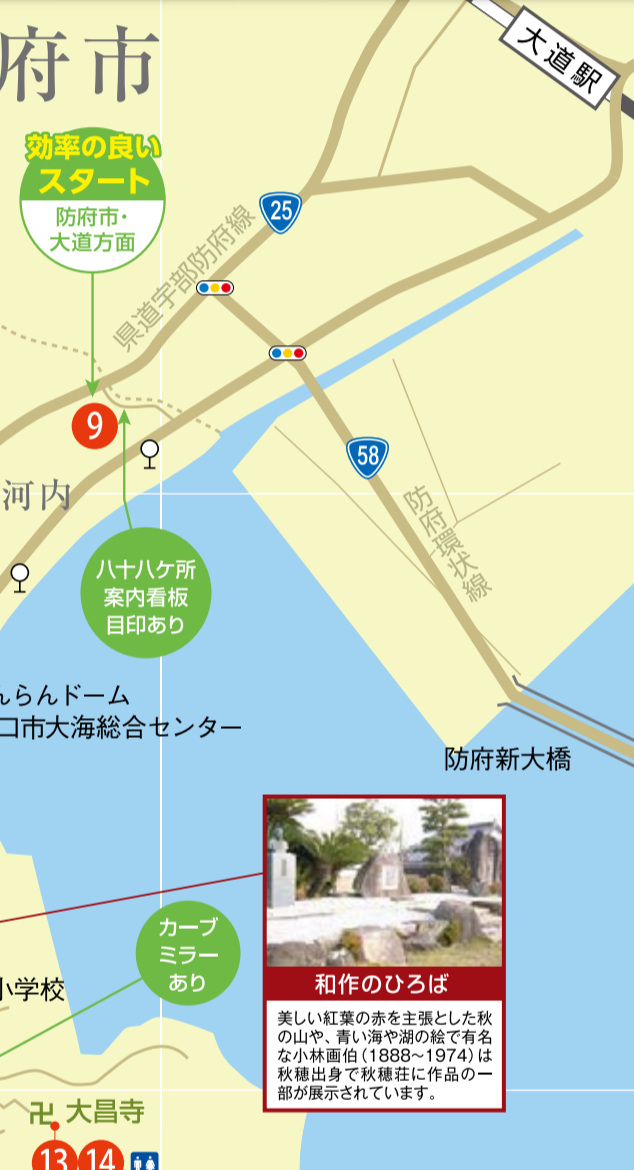 府市
大道駅
効率の良い
スタート
防府市・
大道方面
25
県道宇部防府線
9
58
河内
防府環状線
八十八ケ所
案内看板
目印あり
んらんドーム
口市大海総合センター
防府新大橋
カーブ
ミラー
あり
小学校
和作のひろば
美しい紅葉の赤を主張とした秋
の山や、青い海や湖の絵で有名
な小林画伯（1888～1974）は
秋穂出身で秋穂荘に作品の一
部が展示されています。
卍 大昌寺
13 14